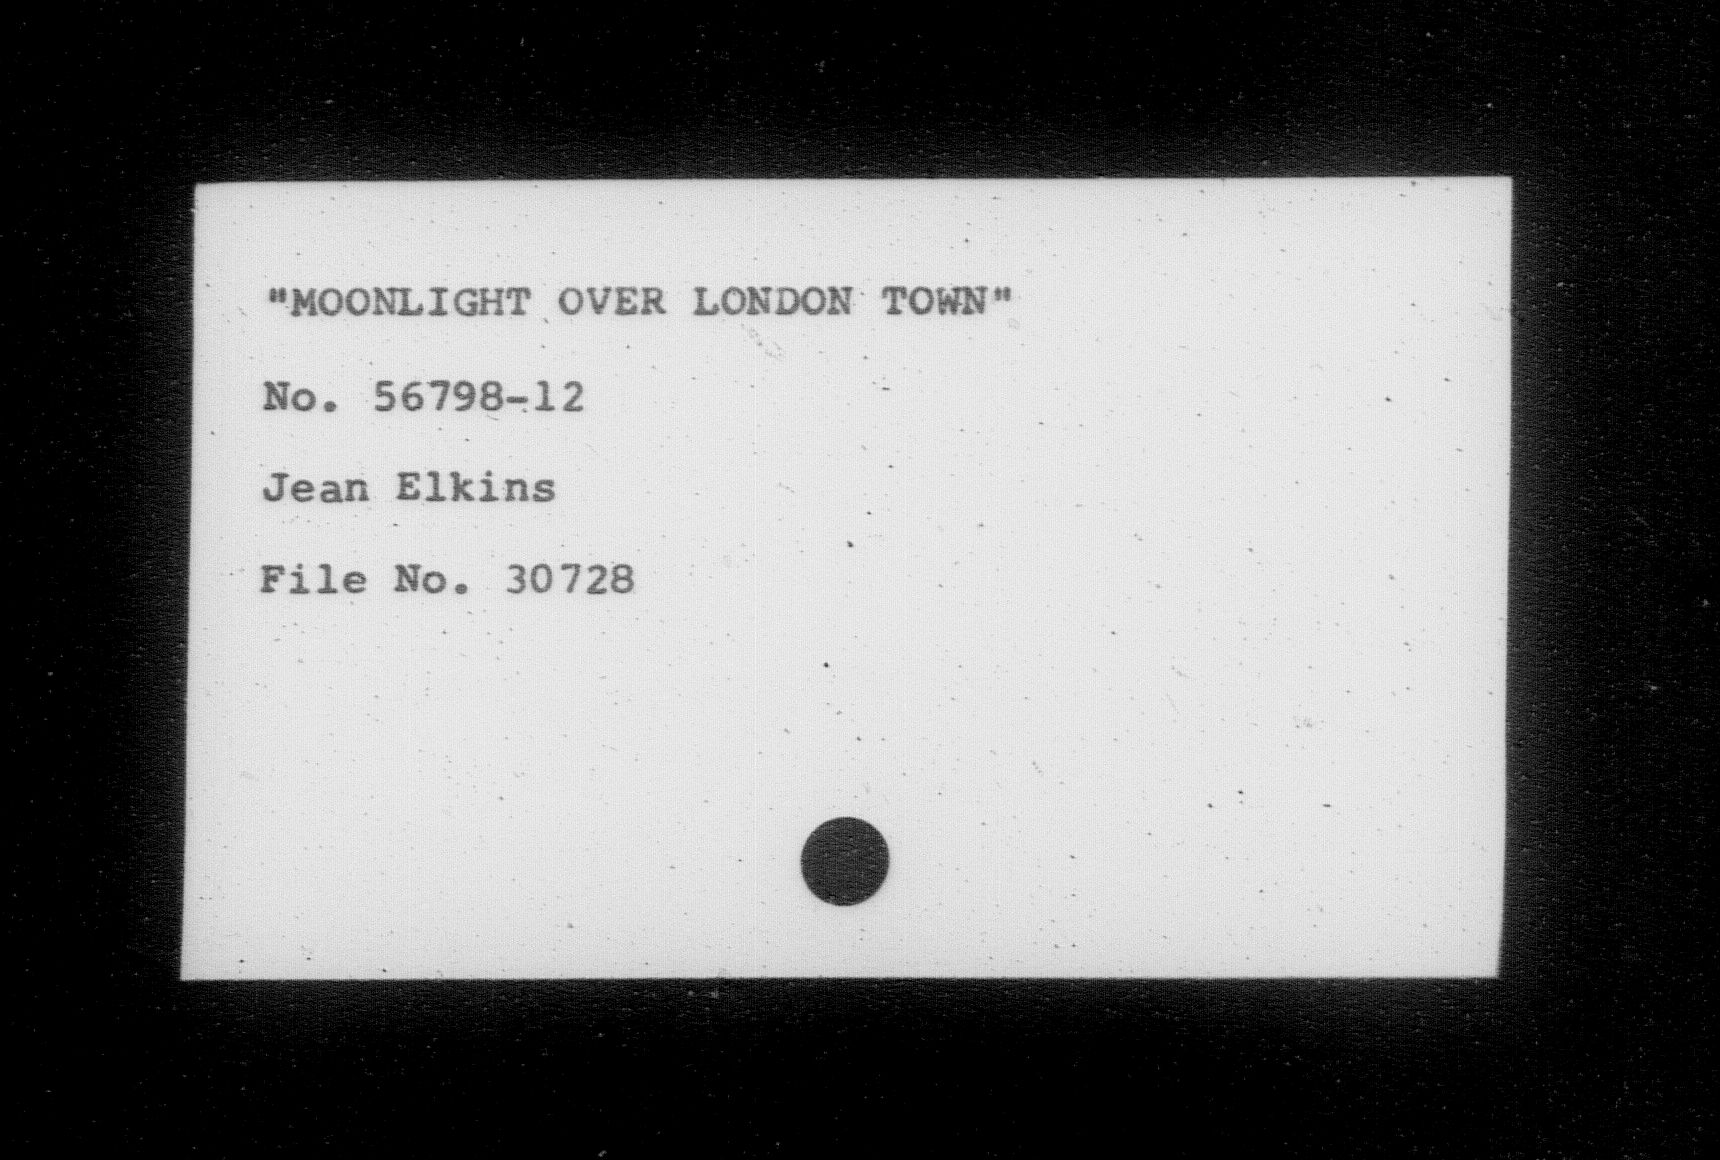 "MOONLIGHT OVER LONDON TOWN"
No. 56798-12
Jean Elkins
File No. 30728